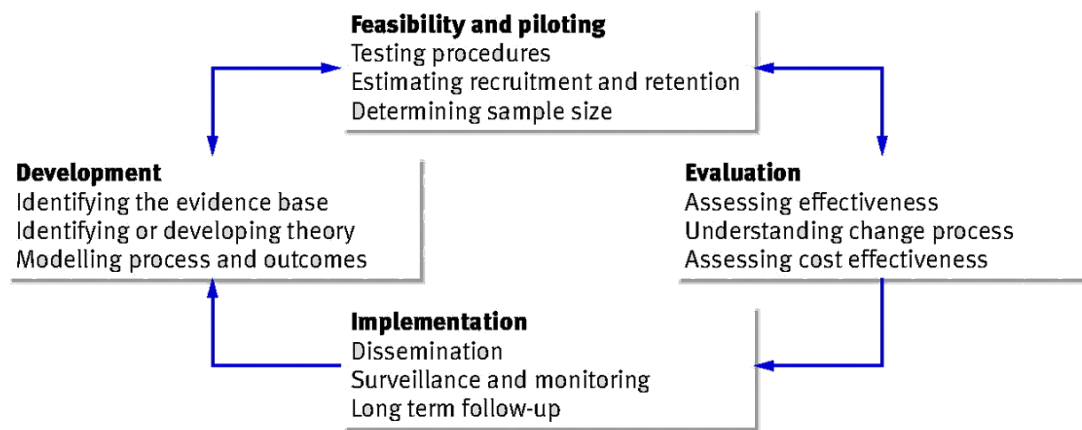 Feasibility and piloting
Testing procedures
Estimating recruitment and retention
Determining sample size
Development
Identifying the evidence base
Identifying or developing theory
Modelling process and outcomes
Evaluation
Assessing effectiveness
Understanding change process
Assessing cost effectiveness
Implementation
Dissemination
Surveillance and monitoring
Long term follow-up